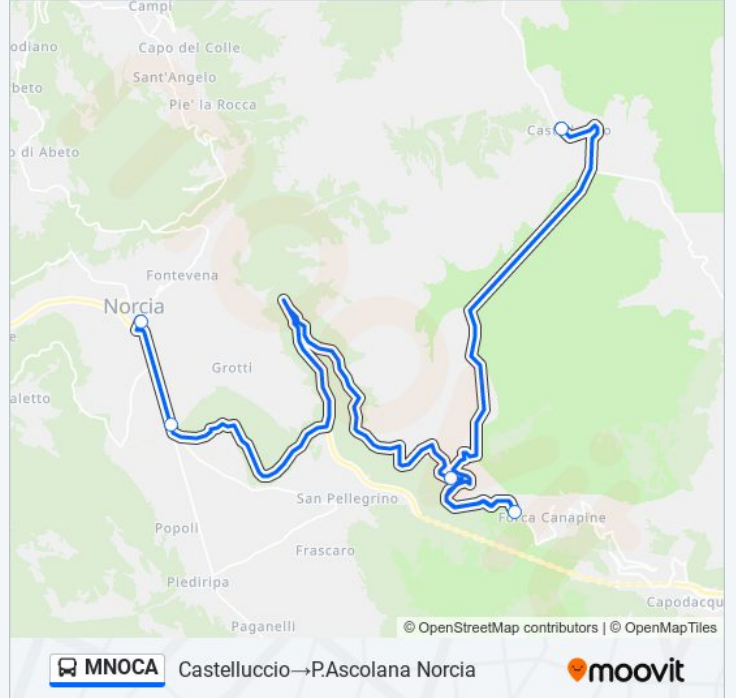 Campi
odiano
Capo del Colle
Sant'Angelo
beto
Pie' la Rocca
o di Abeto
Fontevena
Norcia
e
Grotti
aletto
San Pellegrino
Forca Canapine
Popoli
Frascaro
Piediripa
Capodacqu
Paganelli
© OpenStreetMap contributors | © OpenMapTiles
MNOCA Castelluccio→P.Ascolana Norcia moovit